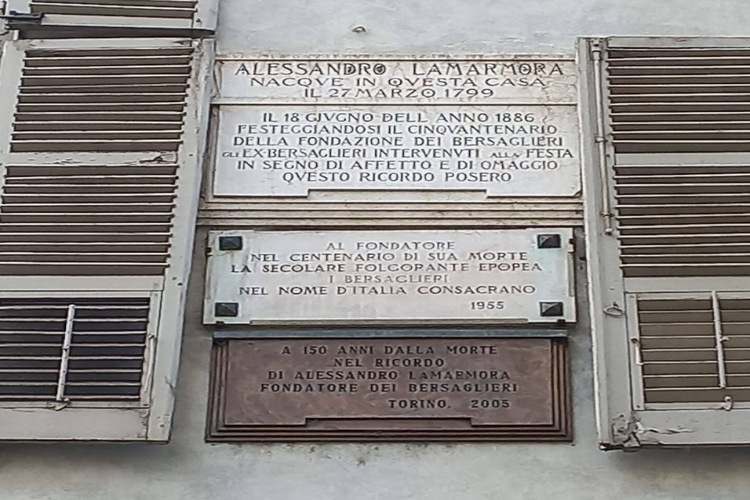 ALESSANDRO LAMARMORA
NACQVE IN QVESTA CASA
IL 27 MARZO 1799
IL 18 GIVGNO DELL ANNO 1886
FESTEGGIANDOSI IL CINQVANTENARIO
DELLA FONDAZIONE DEI BERSAGLIERI
GLI EX-BERSAGLIERI INTERVENVTI ALLA FESTA
IN SEGNO DI AFFETTO E DI OMAGGIO
QVESTO RICORDO POSERO
AL FONDATORE
NEL CENTENARIO DI SUA MORTE
LA SECOLARE FOLGORANTE EPOPEA
I BERSAGLIERI
NEL NOME D'ITALIA CONSACRANO
1955
A 150 ANNI DALLA MORTE
NEL RICORDO
DI ALESSANDRO LAMARMORA
FONDATORE DEI BERSAGLIERI
TORINO. 2005